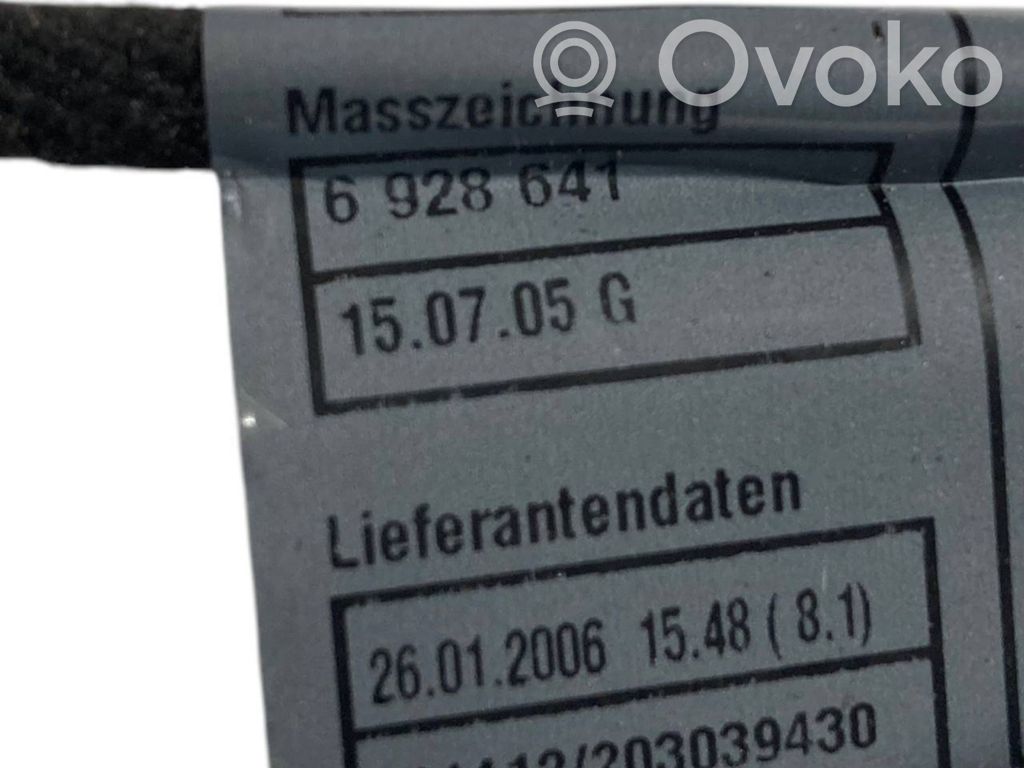 Ovoko
Masszeichnung
6 928 641
15.07.05 G
Lieferantendaten
26.01.2006 15.48 ( 8.1)